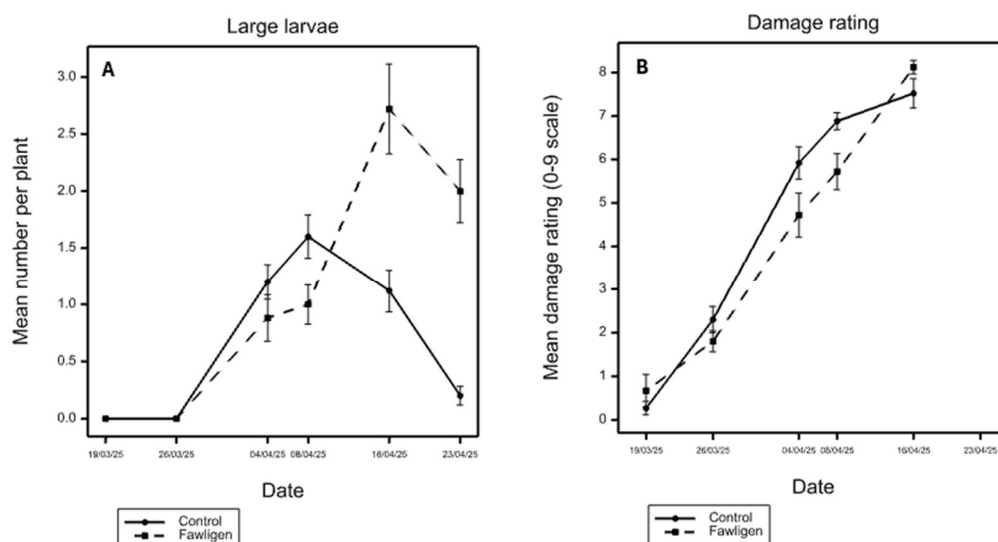 Large larvae
A
Mean number per plant
3.0
2.5
2.0
1.5
1.0
0.5
0.0
19/03/25 26/03/25 04/04/25 08/04/25 16/04/25 23/04/25
Date
Control
Fawligen
Damage rating
B
Mean damage rating (0-9 scale)
8
7
6
5
4
3
2
1
0
19/03/25 26/03/25 04/04/25 08/04/25 16/04/25 23/04/25
Date
Control
Fawligen